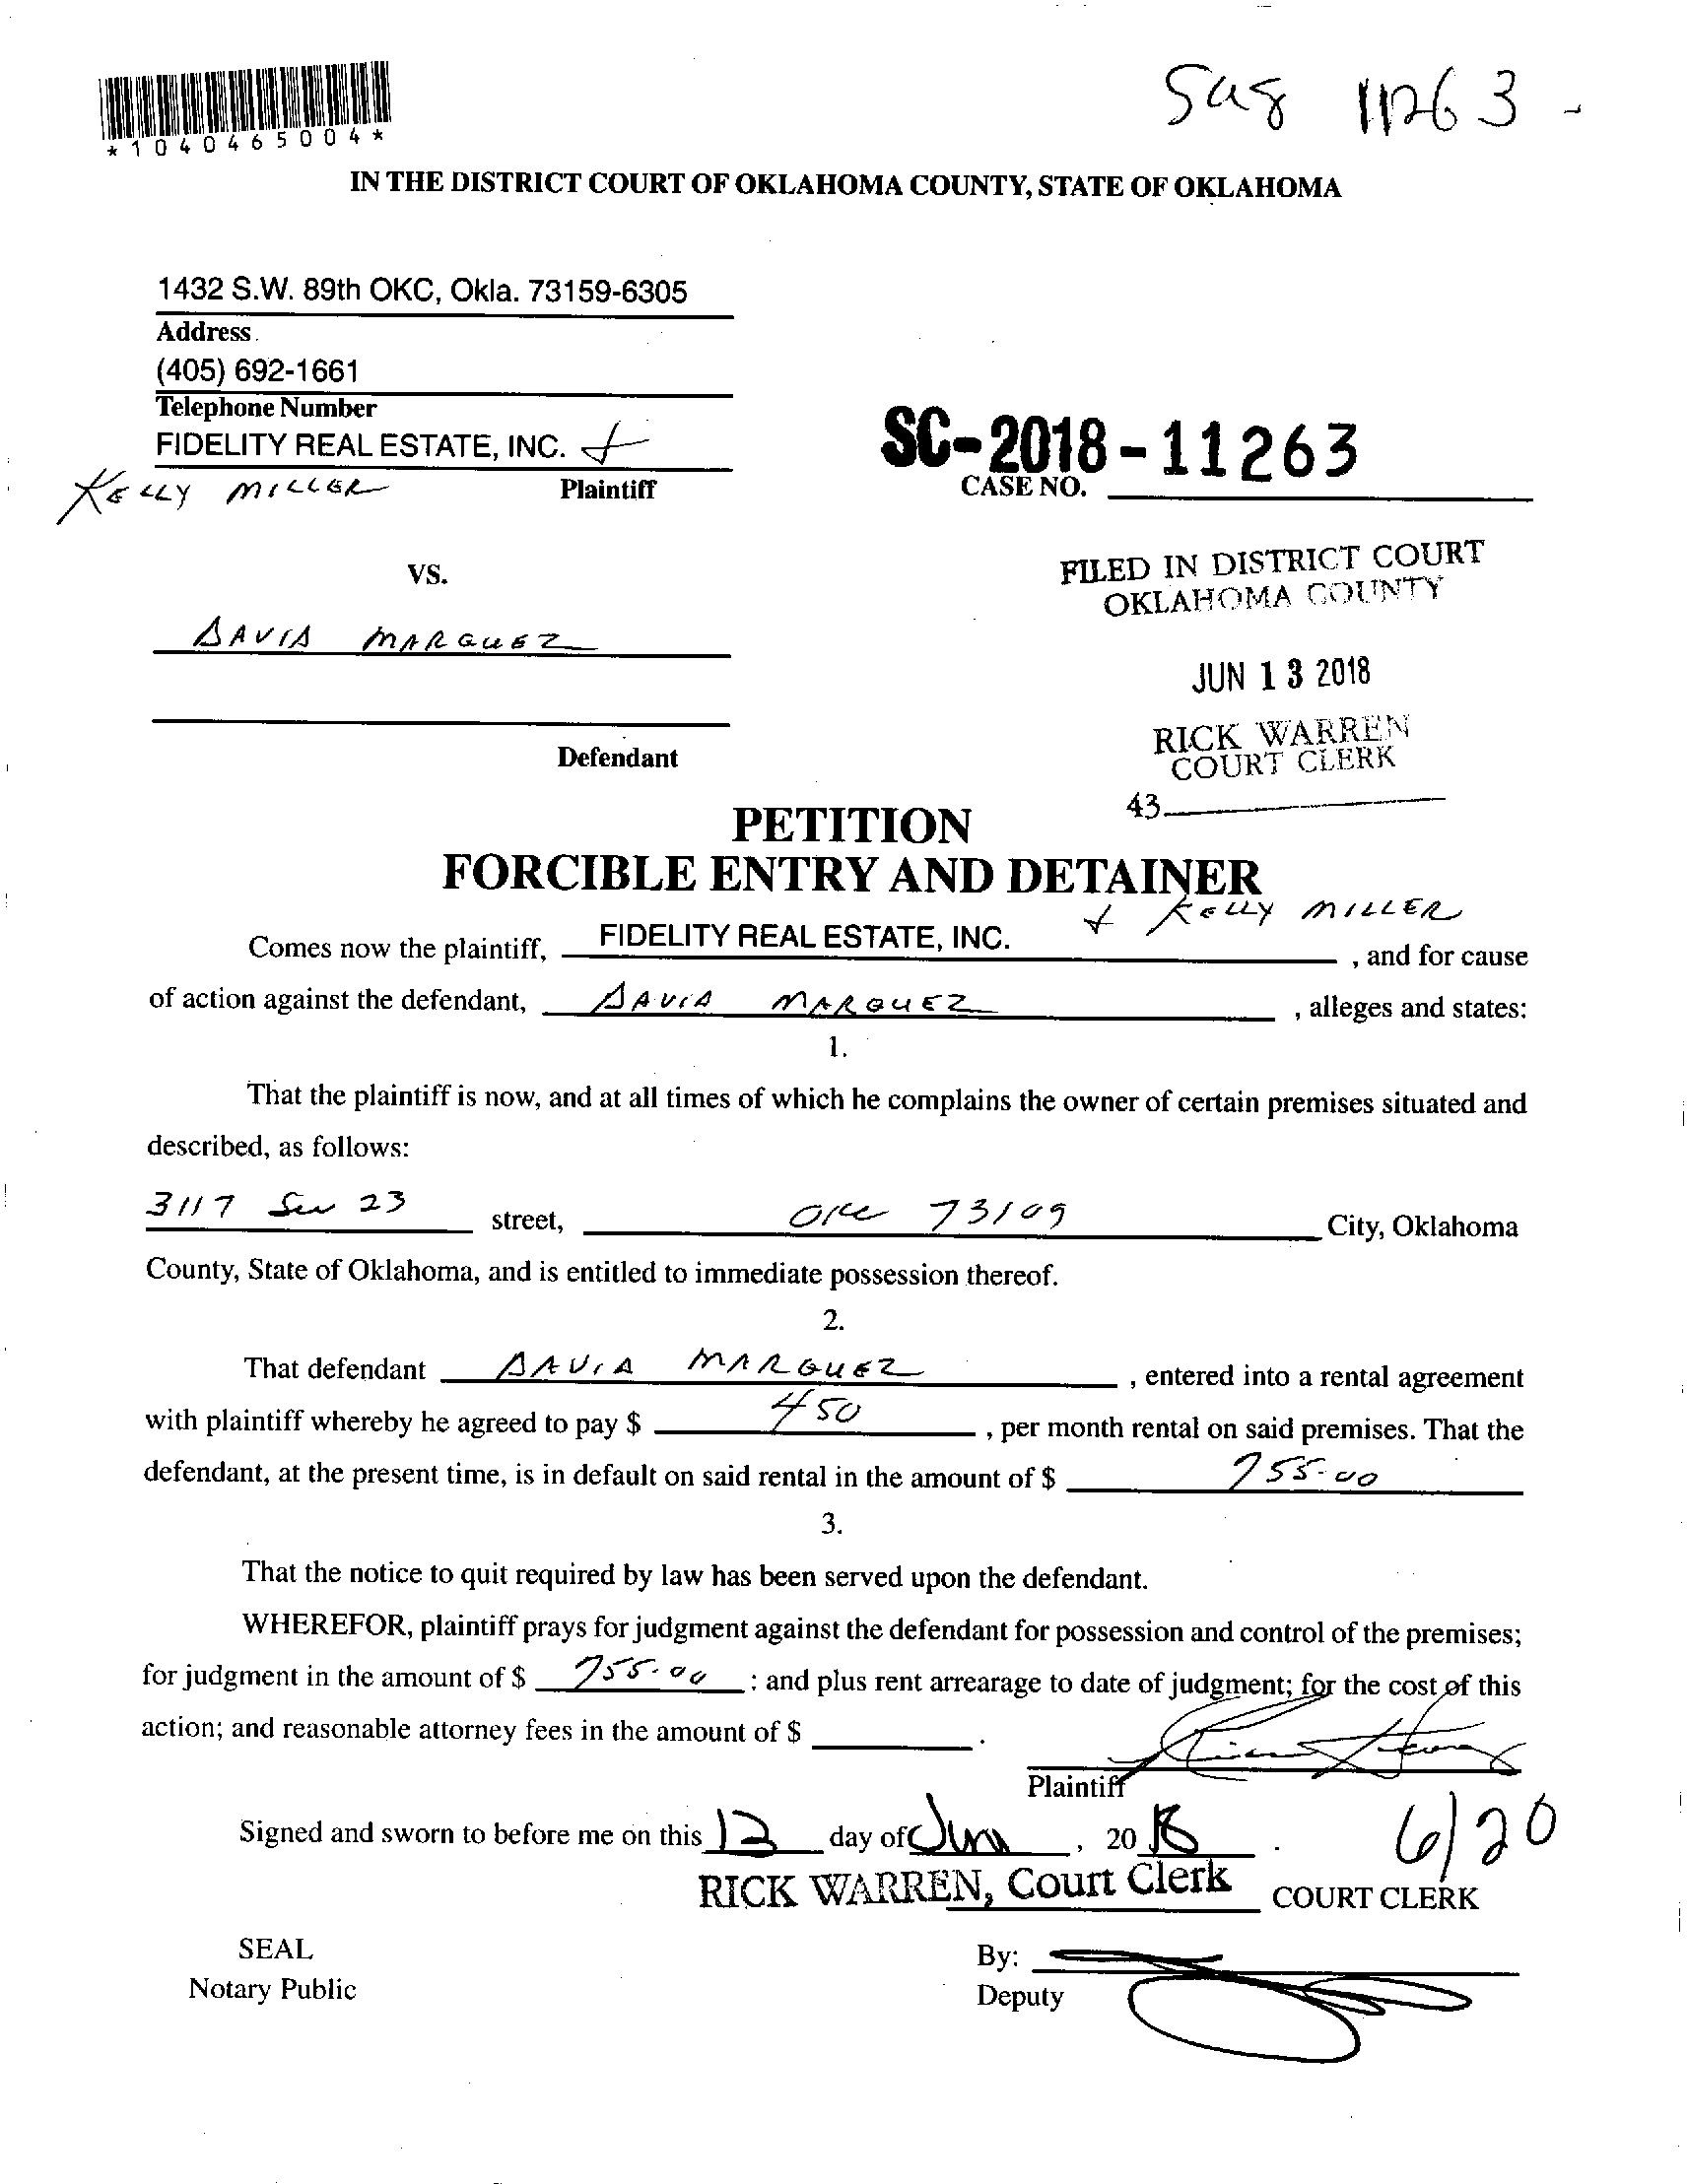 Sag 11263 -
*1040465004*
IN THE DISTRICT COURT OF OKLAHOMA COUNTY, STATE OF OKLAHOMA
1432 S.W. 89th OKC, Okla. 73159-6305
Address
(405) 692-1661
Telephone Number
FIDELITY REAL ESTATE, INC. +
KELLY MILLER Plaintiff
SC-2018-11263
CASE NO.
VS.
FILED IN DISTRICT COURT
OKLAHOMA COUNTY
DAVID MARQUEZ
JUN 13 2018
RICK WARREN
COURT CLERK
Defendant
43
PETITION
FORCIBLE ENTRY AND DETAINER
Comes now the plaintiff, FIDELITY REAL ESTATE, INC. + KELLY MILLER, and for cause
of action against the defendant, DAVID MARQUEZ, alleges and states:
1.
That the plaintiff is now, and at all times of which he complains the owner of certain premises situated and
described, as follows:
3117 SW 23 street, OKC 73109 City, Oklahoma
County, State of Oklahoma, and is entitled to immediate possession thereof.
2.
That defendant DAVID MARQUEZ, entered into a rental agreement
with plaintiff whereby he agreed to pay $ 450, per month rental on said premises. That the
defendant, at the present time, is in default on said rental in the amount of $ 755.00
3.
That the notice to quit required by law has been served upon the defendant.
WHEREFOR, plaintiff prays for judgment against the defendant for possession and control of the premises;
for judgment in the amount of $ 755.00 : and plus rent arrearage to date of judgment; for the cost of this
action; and reasonable attorney fees in the amount of $ .
Plaintiff
Signed and sworn to before me on this 13 day of Jun, 2018.
6/20
RICK WARREN, Court Clerk COURT CLERK
SEAL
Notary Public
By:
Deputy